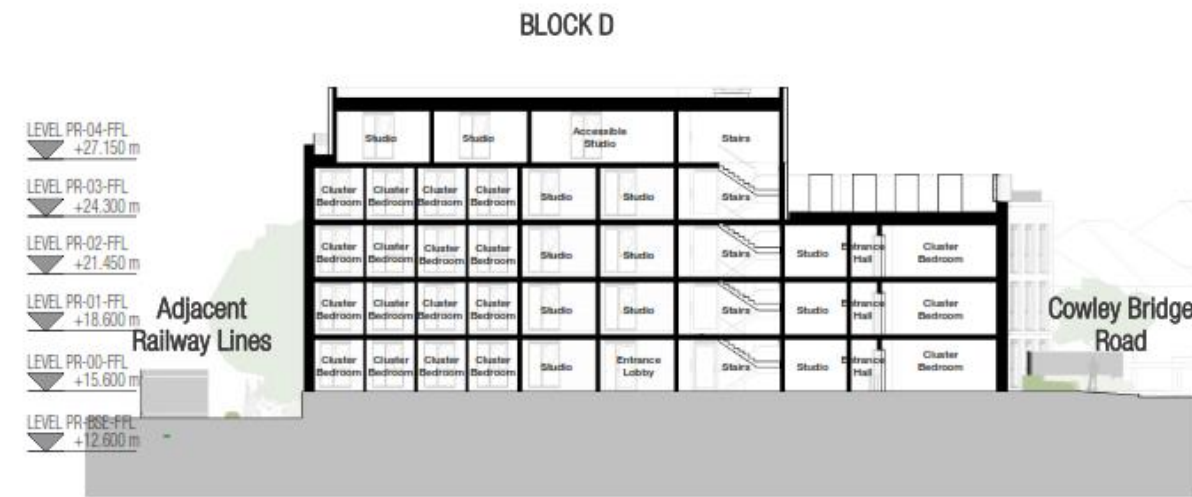 BLOCK D
LEVEL PR-04-FFL
+27.150 m
Studio
Studio
Accessible
Studio
Stairs
LEVEL PR-03-FFL
+24.300 m
Cluster Cluster Cluster Cluster
Bedroom Bedroom Bedroom Bedroom
Studio
Studio
Stairs
LEVEL PR-02-FFL
+21.450 m
Cluster Cluster Cluster Cluster
Bedroom Bedroom Bedroom Bedroom
Studio
Studio
Stairs
Studio
Entrance
Hall
Cluster
Bedroom
LEVEL PR-01-FFL
+18.600 m
Adjacent
Railway Lines
Cluster Cluster Cluster Cluster
Bedroom Bedroom Bedroom Bedroom
Studio
Studio
Stairs
Studio
Entrance
Hall
Cluster
Bedroom
Cowley Bridge
Road
LEVEL PR-00-FFL
+15.600 m
Cluster Cluster Cluster Cluster
Bedroom Bedroom Bedroom Bedroom
Studio
Entrance
Lobby
Stairs
Studio
Entrance
Hall
Cluster
Bedroom
LEVEL PR-BSE-FFL
+12.600 m